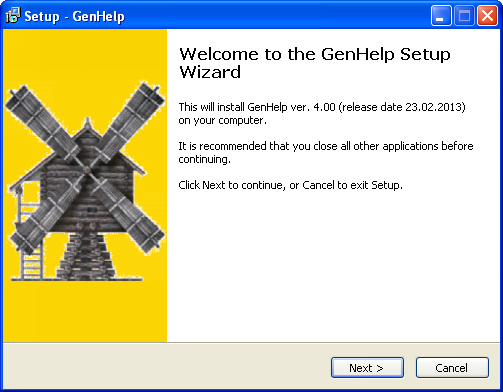 Setup - GenHelp
Welcome to the GenHelp Setup
Wizard
This will install GenHelp ver. 4.00 (release date 23.02.2013)
on your computer.
It is recommended that you close all other applications before
continuing.
Click Next to continue, or Cancel to exit Setup.
Next >
Cancel